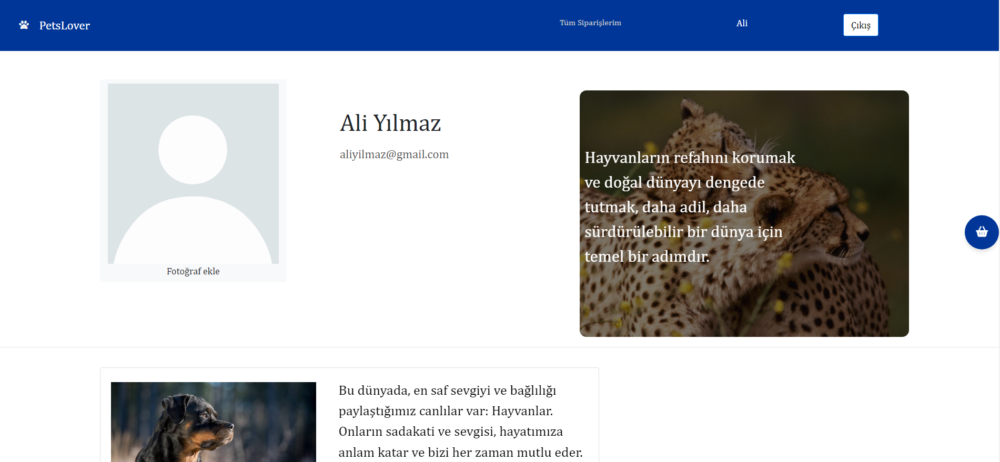 PetsLover
Tüm Siparişlerim
Ali
Çıkış
Fotoğraf ekle
Ali Yılmaz
aliyilmaz@gmail.com
Hayvanların refahını korumak
ve doğal dünyayı dengede
tutmak, daha adil, daha
sürdürülebilir bir dünya için
temel bir adımdır.
Bu dünyada, en saf sevgiyi ve bağlılığı
paylaştığımız canlılar var: Hayvanlar.
Onların sadakati ve sevgisi, hayatımıza
anlam katar ve bizi her zaman mutlu eder.